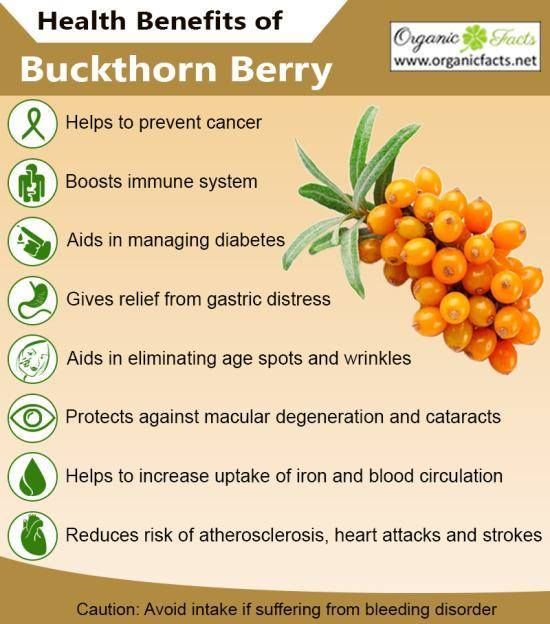 Health Benefits of
Buckthorn Berry
Organic Facts
www.organicfacts.net
Helps to prevent cancer
Boosts immune system
Aids in managing diabetes
Gives relief from gastric distress
Aids in eliminating age spots and wrinkles
Protects against macular degeneration and cataracts
Helps to increase uptake of iron and blood circulation
Reduces risk of atherosclerosis, heart attacks and strokes
Caution: Avoid intake if suffering from bleeding disorder